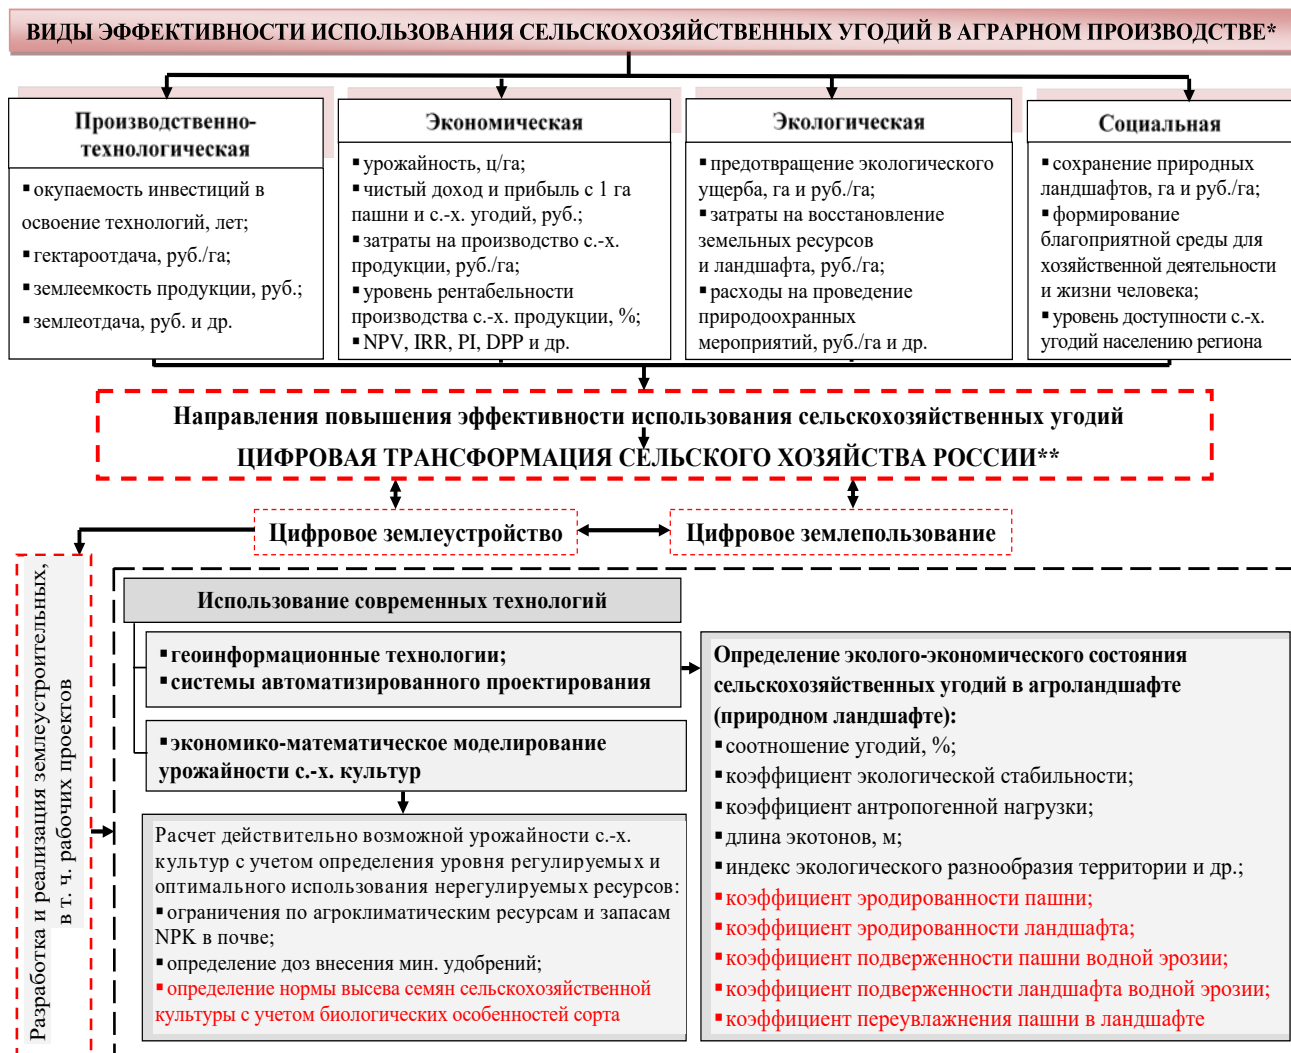 ВИДЫ ЭФФЕКТИВНОСТИ ИСПОЛЬЗОВАНИЯ СЕЛЬСКОХОЗЯЙСТВЕННЫХ УГОДИЙ В АГРАРНОМ ПРОИЗВОДСТВЕ*
Производственно-
технологическая
▪ окупаемость инвестиций в
освоение технологий, лет;
▪ гектароотдача, руб./га;
▪ землеемкость продукции, руб.;
▪ землеотдача, руб. и др.
Экономическая
▪ урожайность, ц/га;
▪ чистый доход и прибыль с 1 га
пашни и с.-х. угодий, руб.;
▪ затраты на производство с.-х.
продукции, руб./га;
▪ уровень рентабельности
производства с.-х. продукции, %;
▪ NPV, IRR, PI, DPP и др.
Экологическая
▪ предотвращение экологического
ущерба, га и руб./га;
▪ затраты на восстановление
земельных ресурсов
и ландшафта, руб./га;
▪ расходы на проведение
природоохранных
мероприятий, руб./га и др.
Социальная
▪ сохранение природных
ландшафтов, га и руб./га;
▪ формирование
благоприятной среды для
хозяйственной деятельности
и жизни человека;
▪ уровень доступности с.-х.
угодий населению региона
Направления повышения эффективности использования сельскохозяйственных угодий
ЦИФРОВАЯ ТРАНСФОРМАЦИЯ СЕЛЬСКОГО ХОЗЯЙСТВА РОССИИ**
Цифровое землеустройство
Цифровое землепользование
Разработка и реализация землеустроительных,
в т. ч. рабочих проектов
Использование современных технологий
▪ геоинформационные технологии;
▪ системы автоматизированного проектирования
▪ экономико-математическое моделирование
урожайности с.-х. культур
Расчет действительно возможной урожайности с.-х.
культур с учетом определения уровня регулируемых и
оптимального использования нерегулируемых ресурсов:
▪ ограничения по агроклиматическим ресурсам и запасам
NPK в почве;
▪ определение доз внесения мин. удобрений;
▪ определение нормы высева семян сельскохозяйственной
культуры с учетом биологических особенностей сорта
Определение эколого-экономического состояния
сельскохозяйственных угодий в агроландшафте
(природном ландшафте):
▪ соотношение угодий, %;
▪ коэффициент экологической стабильности;
▪ коэффициент антропогенной нагрузки;
▪ длина экотонов, м;
▪ индекс экологического разнообразия территории и др.;
▪ коэффициент эродированности пашни;
▪ коэффициент эродированности ландшафта;
▪ коэффициент подверженности пашни водной эрозии;
▪ коэффициент подверженности ландшафта водной эрозии;
▪ коэффициент переувлажнения пашни в ландшафте